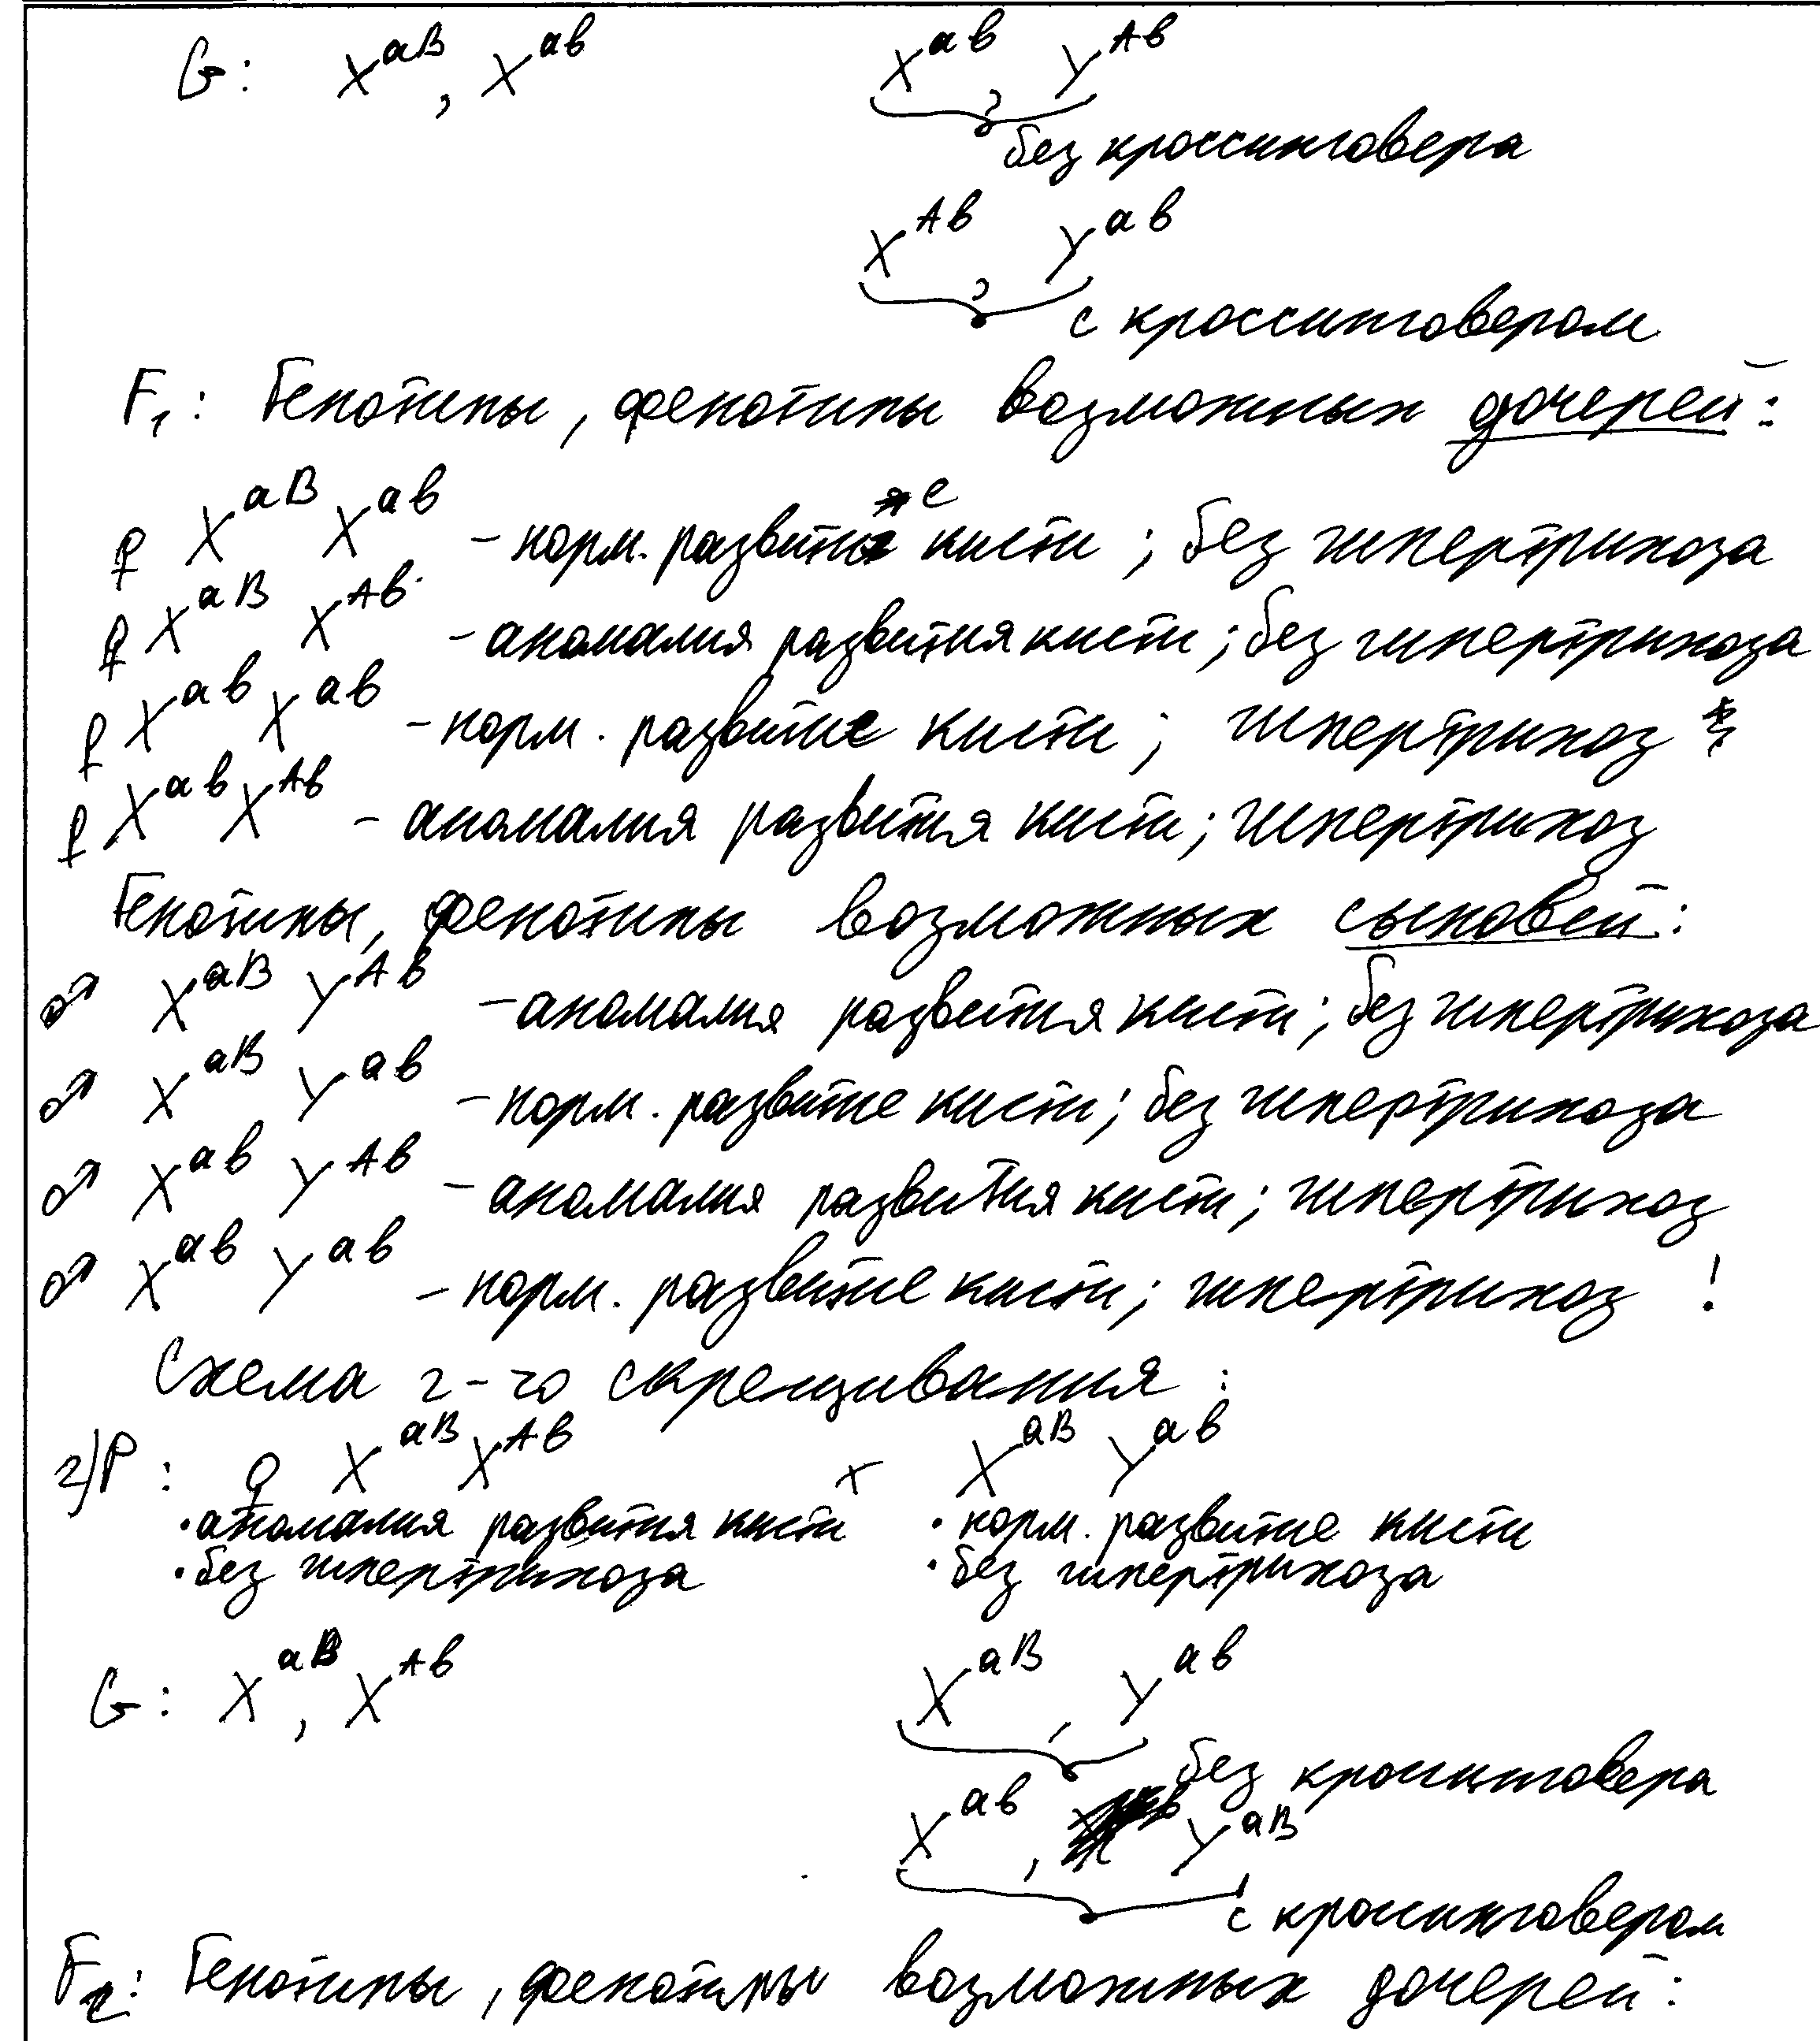 G: X^aB, X^ab X^ab, Y^Ab
без кроссинговера
X^Ab, Y^ab
с кроссинговером
F₁: Генотипы, фенотипы возможных дочерей:
♀ X^aB X^ab – норм. развитие кисти; без гипертрихоза
♀ X^aB X^Ab – аномалия развития кисти; без гипертрихоза
♀ X^ab X^ab – норм. развитие кисти; гипертрихоз
♀ X^ab X^Ab – аномалия развития кисти; гипертрихоз
Генотипы, фенотипы возможных сыновей:
♂ X^aB Y^Ab – аномалия развития кисти; без гипертрихоза
♂ X^aB Y^ab – норм. развитие кисти; без гипертрихоза
♂ X^ab Y^Ab – аномалия развития кисти; гипертрихоз
♂ X^ab Y^ab – норм. развитие кисти; гипертрихоз !
Схема 2-го скрещивания:
2) P: ♀ X^aB X^Ab x X^aB Y^ab
· аномалия развития кисти · норм. развитие кисти
· без гипертрихоза · без гипертрихоза
G: X^aB, X^Ab X^aB, Y^ab
без кроссинговера
X^ab, Y^aB
с кроссинговером
F₂: Генотипы, фенотипы возможных дочерей: